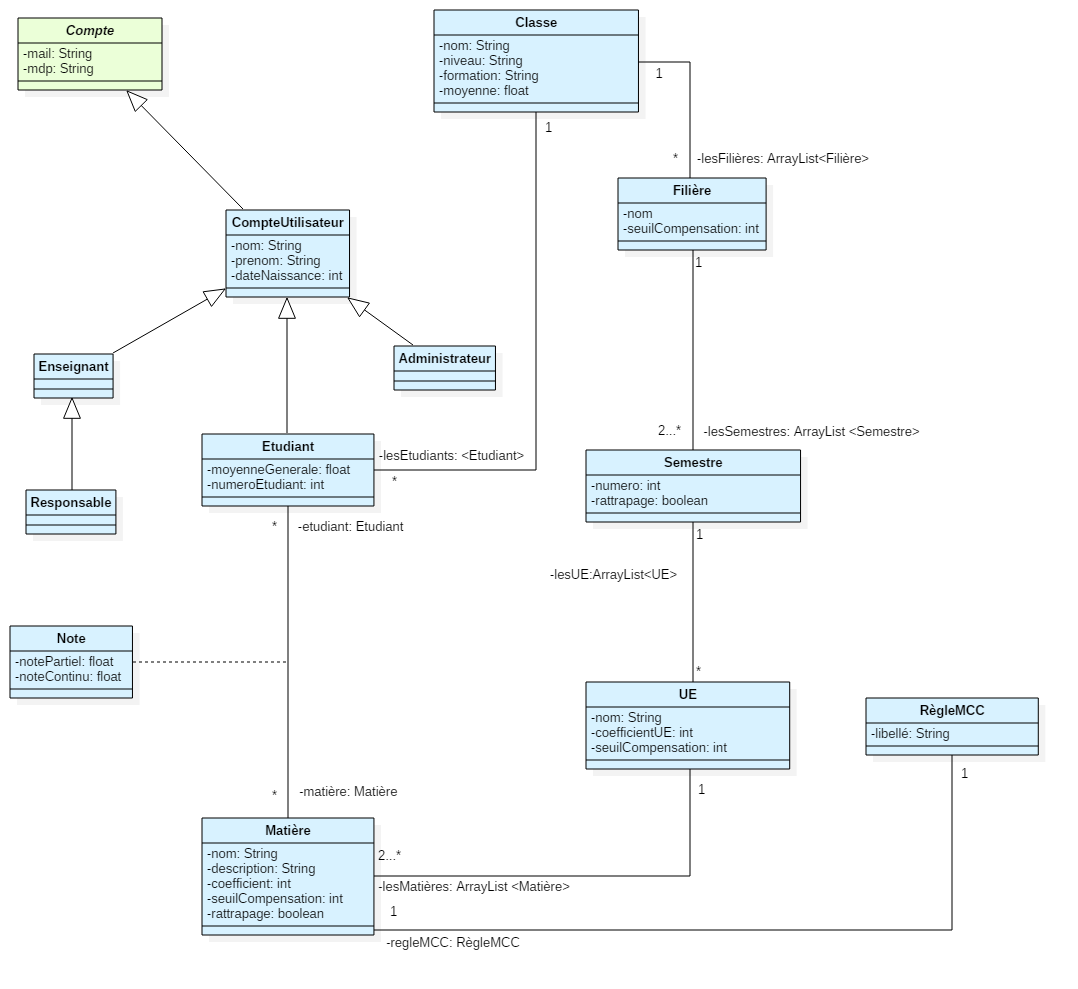 Compte
-mail: String
-mdp: String
Classe
-nom: String
-niveau: String
-formation: String
-moyenne: float
1
1
* -lesFilières: ArrayList<Filière>
Filière
-nom
-seuilCompensation: int
1
CompteUtilisateur
-nom: String
-prenom: String
-dateNaissance: int
Enseignant
Administrateur
Responsable
Etudiant
-moyenneGenerale: float
-numeroEtudiant: int
-lesEtudiants: <Etudiant>
*
2...* -lesSemestres: ArrayList <Semestre>
Semestre
-numero: int
-rattrapage: boolean
1
* -etudiant: Etudiant
-lesUE:ArrayList<UE>
*
Note
-notePartiel: float
-noteContinu: float
UE
-nom: String
-coefficientUE: int
-seuilCompensation: int
1
RègleMCC
-libellé: String
1
* -matière: Matière
Matière
-nom: String
-description: String
-coefficient: int
-seuilCompensation: int
-rattrapage: boolean
2...*
-lesMatières: ArrayList <Matière>
1
-regleMCC: RègleMCC